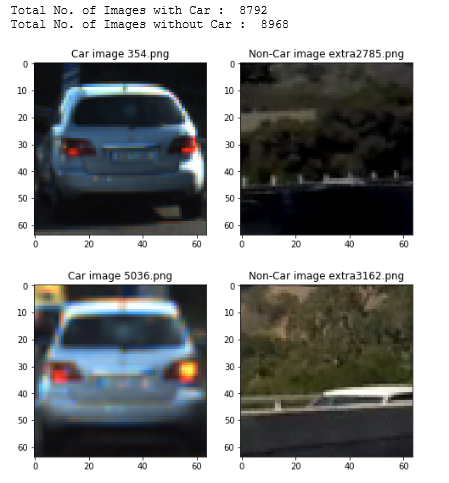 Total No. of Images with Car :  8792
Total No. of Images without Car :  8968
Car image 354.png
Non-Car image extra2785.png
0
10
20
30
40
50
60
0 20 40 60
0
10
20
30
40
50
60
0 20 40 60
Car image 5036.png
Non-Car image extra3162.png
0
10
20
30
40
50
60
0 20 40 60
0
10
20
30
40
50
60
0 20 40 60